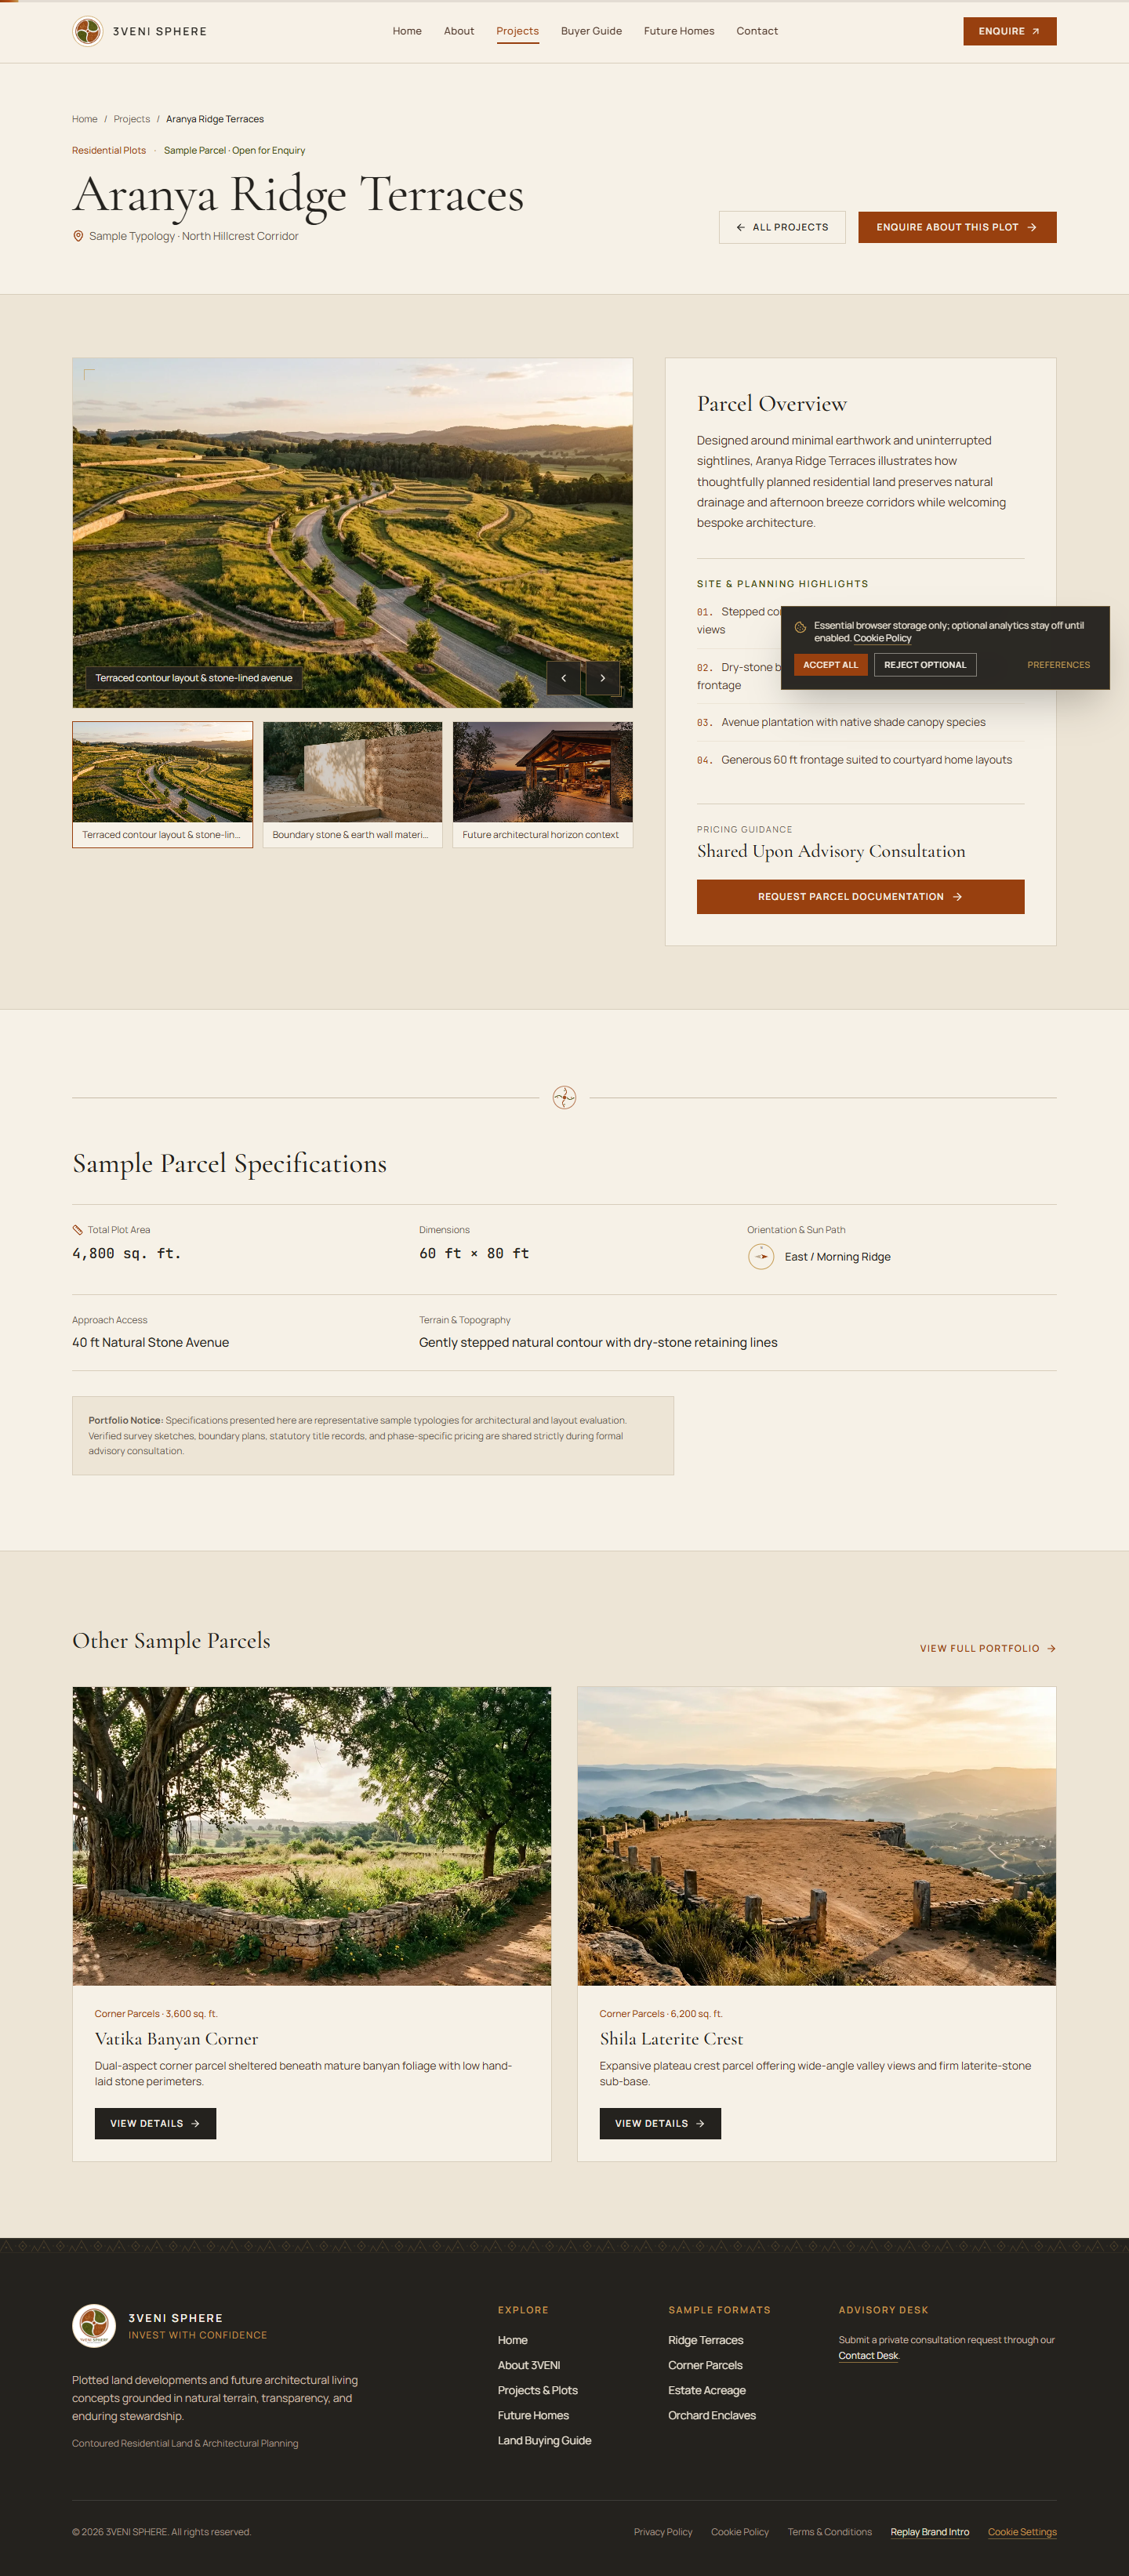 3VENI SPHERE
Home
About
Projects
Buyer Guide
Future Homes
Contact
ENQUIRE
Home / Projects / Aranya Ridge Terraces
Residential Plots · Sample Parcel · Open for Enquiry
Aranya Ridge Terraces
Sample Typology · North Hillcrest Corridor
ALL PROJECTS
ENQUIRE ABOUT THIS PLOT
Terraced contour layout & stone-lined avenue
Terraced contour layout & stone-lin...
Boundary stone & earth wall materi...
Future architectural horizon context
Parcel Overview
Designed around minimal earthwork and uninterrupted
sightlines, Aranya Ridge Terraces illustrates how
thoughtfully planned residential land preserves natural
drainage and afternoon breeze corridors while welcoming
bespoke architecture.
SITE & PLANNING HIGHLIGHTS
01. Stepped
views
02. Dry-stone
frontage
03. Avenue plantation with native shade canopy species
04. Generous 60 ft frontage suited to courtyard home layouts
Essential browser storage only; optional analytics stay off until
enabled. Cookie Policy
ACCEPT ALL
REJECT OPTIONAL
PREFERENCES
PRICING GUIDANCE
Shared Upon Advisory Consultation
REQUEST PARCEL DOCUMENTATION
Sample Parcel Specifications
Total Plot Area
4,800 sq. ft.
Dimensions
60 ft × 80 ft
Orientation & Sun Path
East / Morning Ridge
Approach Access
40 ft Natural Stone Avenue
Terrain & Topography
Gently stepped natural contour with dry-stone retaining lines
Portfolio Notice: Specifications presented here are representative sample typologies for architectural and layout evaluation.
Verified survey sketches, boundary plans, statutory title records, and phase-specific pricing are shared strictly during formal
advisory consultation.
Other Sample Parcels
VIEW FULL PORTFOLIO
Corner Parcels · 3,600 sq. ft.
Vatika Banyan Corner
Dual-aspect corner parcel sheltered beneath mature banyan foliage with low hand-
laid stone perimeters.
VIEW DETAILS
Corner Parcels · 6,200 sq. ft.
Shila Laterite Crest
Expansive plateau crest parcel offering wide-angle valley views and firm laterite-stone
sub-base.
VIEW DETAILS
3VENI SPHERE
INVEST WITH CONFIDENCE
Plotted land developments and future architectural living
concepts grounded in natural terrain, transparency, and
enduring stewardship.
Contoured Residential Land & Architectural Planning
EXPLORE
Home
About 3VENI
Projects & Plots
Future Homes
Land Buying Guide
SAMPLE FORMATS
Ridge Terraces
Corner Parcels
Estate Acreage
Orchard Enclaves
ADVISORY DESK
Submit a private consultation request through our
Contact Desk.
© 2026 3VENI SPHERE. All rights reserved.
Privacy Policy
Cookie Policy
Terms & Conditions
Replay Brand Intro
Cookie Settings